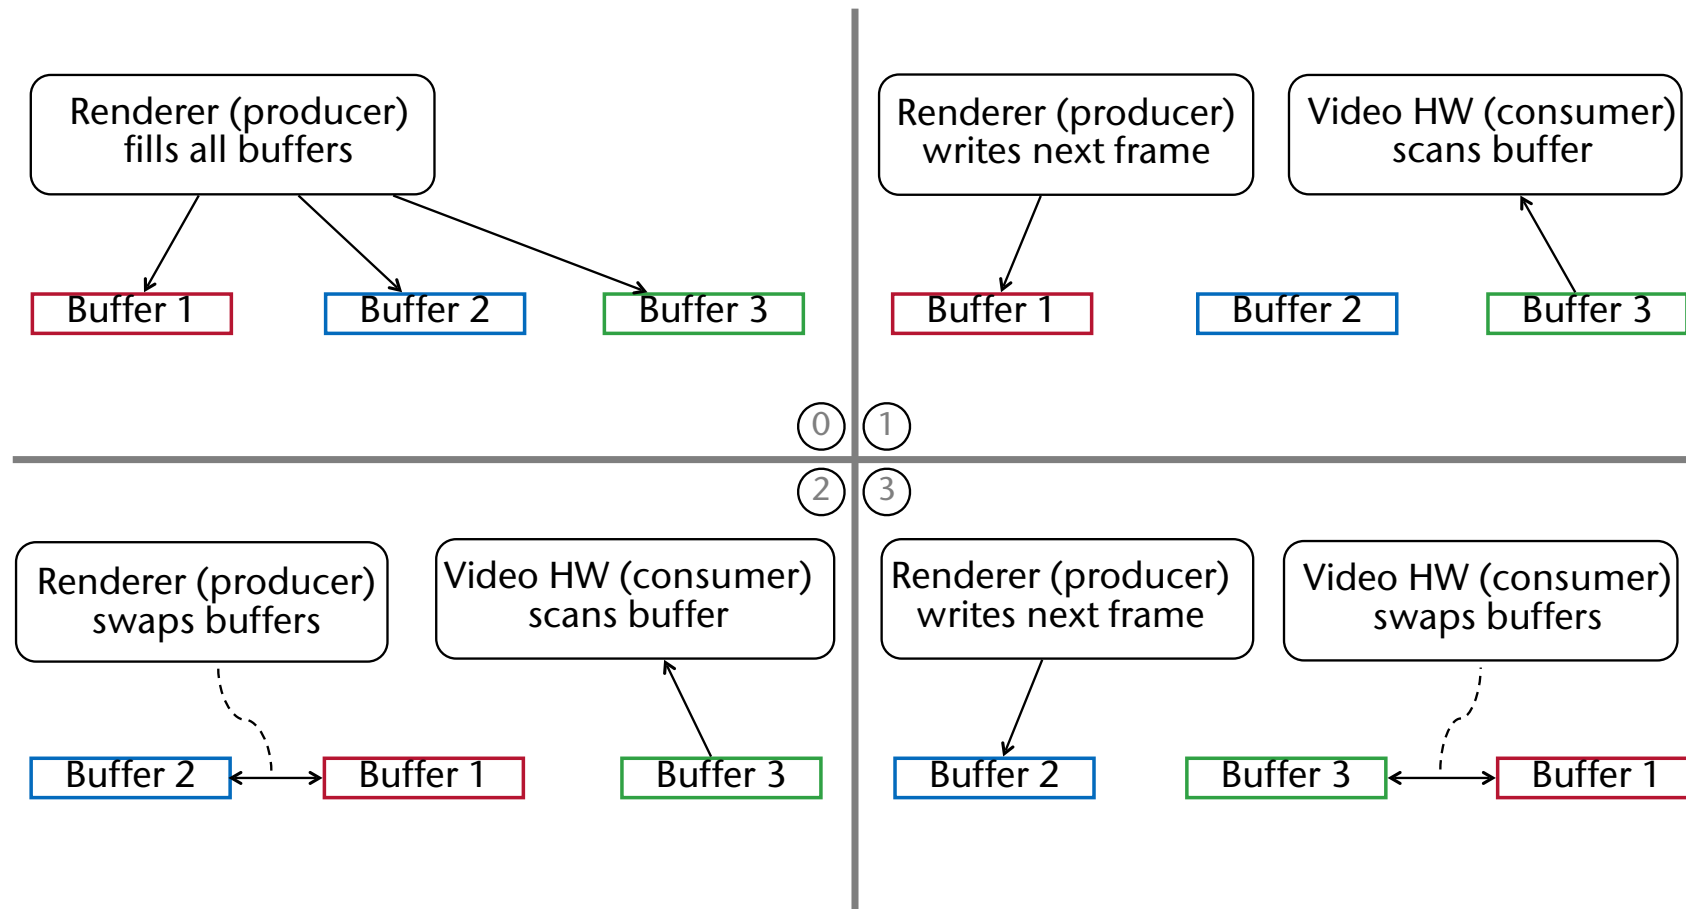 Renderer (producer)
fills all buffers
Buffer 1
Buffer 2
Buffer 3
0
Renderer (producer)
writes next frame
Video HW (consumer)
scans buffer
Buffer 1
Buffer 2
Buffer 3
1
2
Renderer (producer)
swaps buffers
Video HW (consumer)
scans buffer
Buffer 2
Buffer 1
Buffer 3
3
Renderer (producer)
writes next frame
Video HW (consumer)
swaps buffers
Buffer 2
Buffer 3
Buffer 1